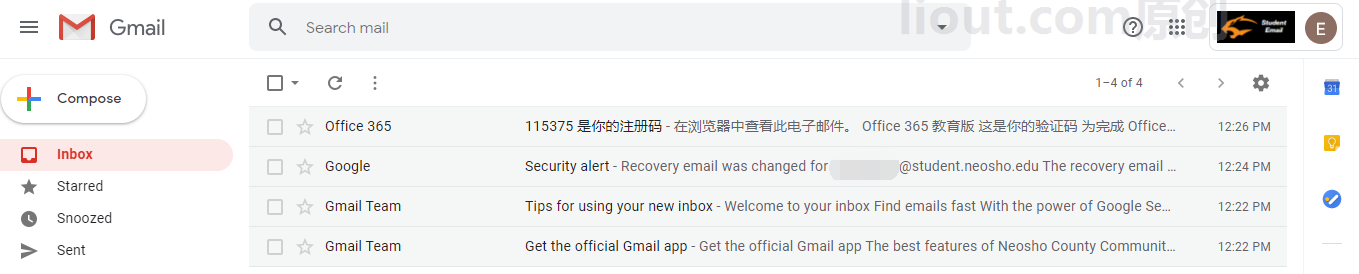 liout.com原创
Gmail
Search mail
Student
Email
E
Compose
1–4 of 4
31
Inbox
Office 365 115375 是你的注册码 - 在浏览器中查看此电子邮件。 Office 365 教育版 这是你的验证码 为完成 Office… 12:26 PM
Google Security alert - Recovery email was changed for @student.neosho.edu The recovery email … 12:24 PM
Starred
Gmail Team Tips for using your new inbox - Welcome to your inbox Find emails fast With the power of Google Se… 12:22 PM
Snoozed
Gmail Team Get the official Gmail app - Get the official Gmail app The best features of Neosho County Communit… 12:22 PM
Sent